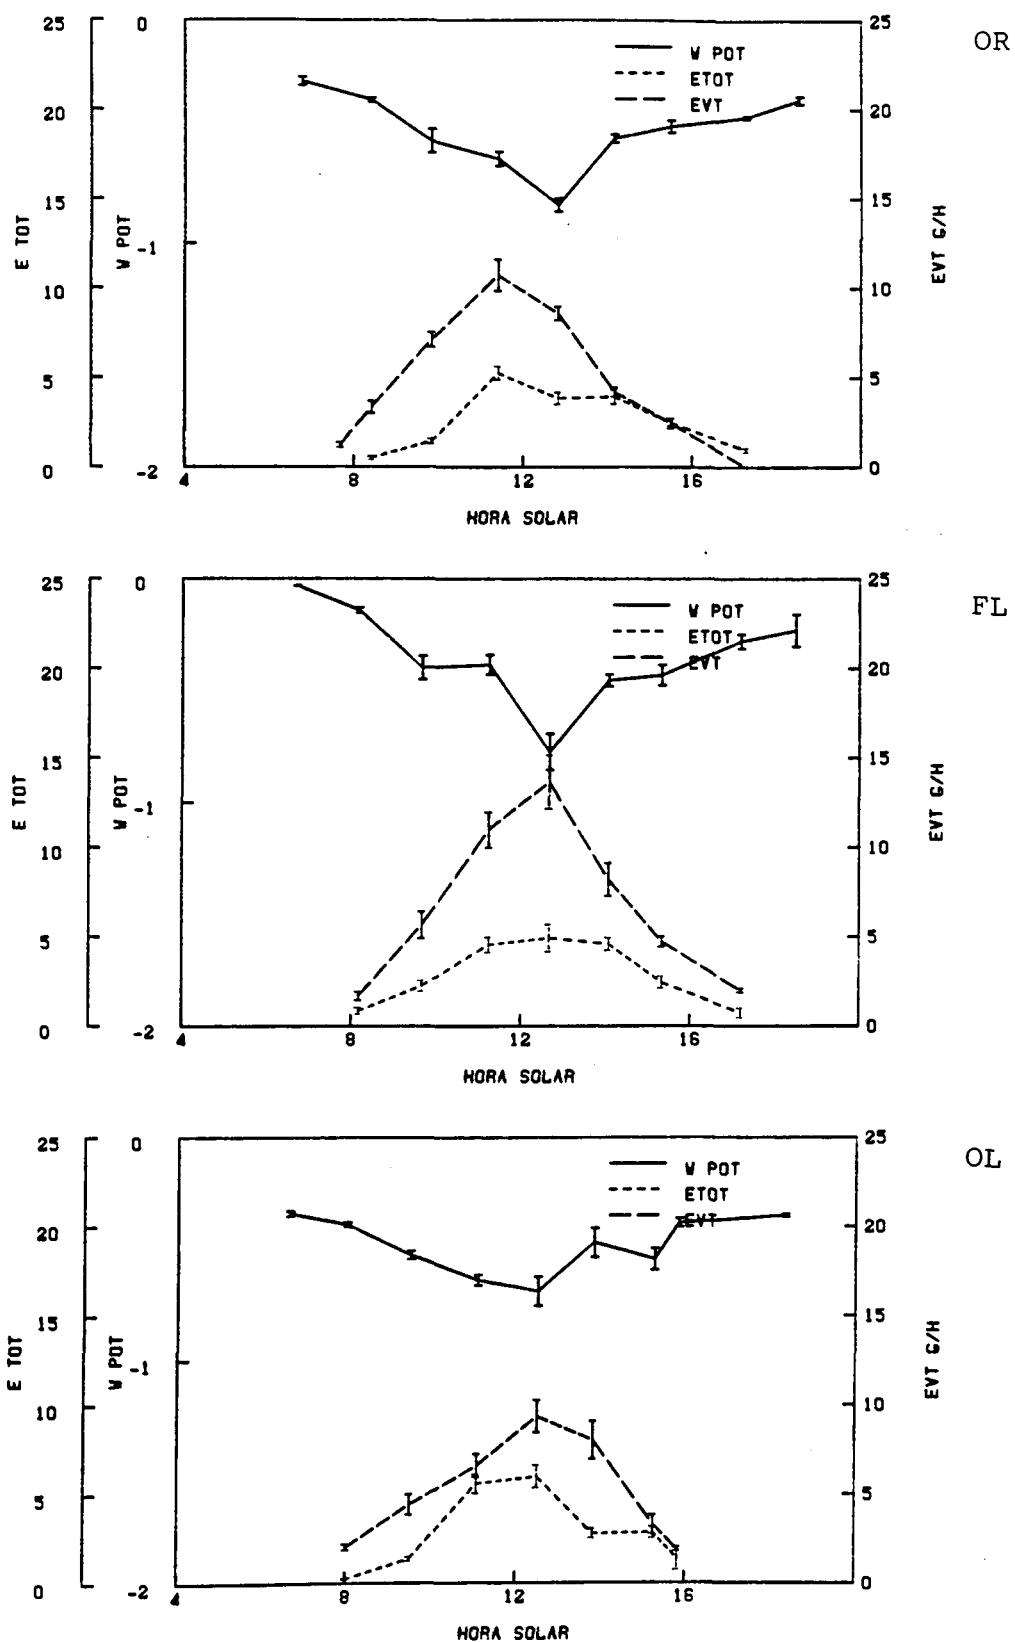 25 0 25 OR
W POT
ETOT
EVT
20 20
15 15
E TOT W POT -1 EVT G/H
10 10
5 5
0 -2 0
4 8 12 16
HORA SOLAR
25 0 25 FL
W POT
ETOT
EVT
20 20
15 15
E TOT W POT -1 EVT G/H
10 10
5 5
0 -2 0
4 8 12 16
HORA SOLAR
25 0 25 OL
W POT
ETOT
EVT
20 20
15 15
E TOT W POT -1 EVT G/H
10 10
5 5
0 -2 0
4 8 12 16
HORA SOLAR